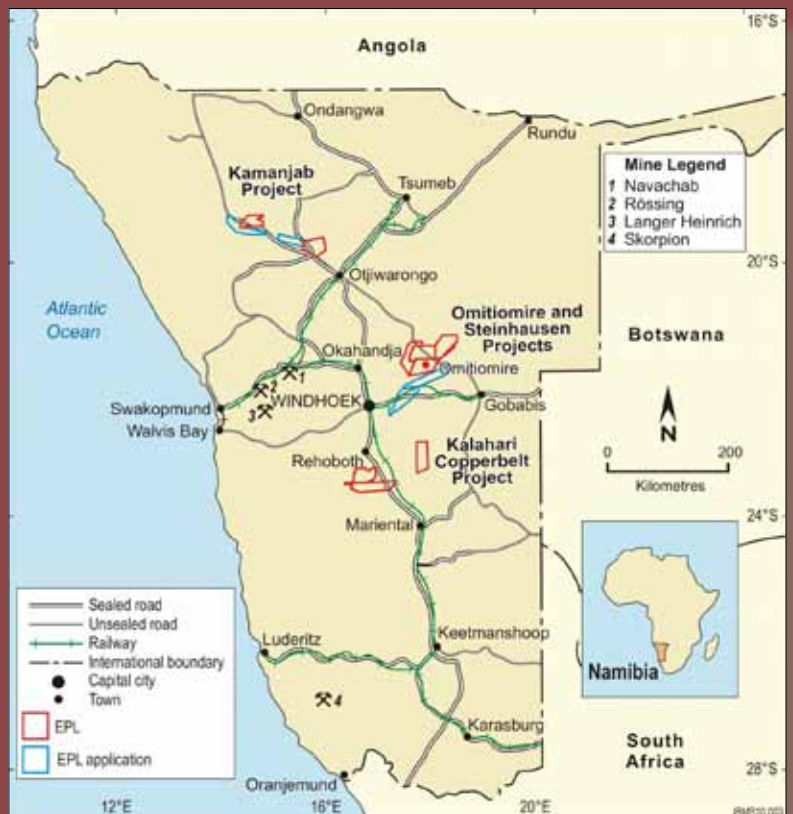 16°S
Angola
Ondangwa
Rundu
Kamanjab
Project
Tsumeb
Mine Legend
1 Navachab
2 Rössing
3 Langer Heinrich
4 Skorpion
20°S
Otjiwarongo
Atlantic
Ocean
Omitiomire and
Steinhausen
Projects
Botswana
Okahandja
Omitiomire
1
2
WINDHOEK
3
Swakopmund
Gobabis
Walvis Bay
N
Rehoboth
Kalahari
Copperbelt
Project
0
200
Kilometres
24°S
Mariental
Sealed road
Unsealed road
Railway
International boundary
Capital city
Town
EPL
EPL application
Luderitz
Keetmanshoop
Namibia
4
Karasburg
South
Africa
Oranjemund
28°S
12°E
16°E
20°E